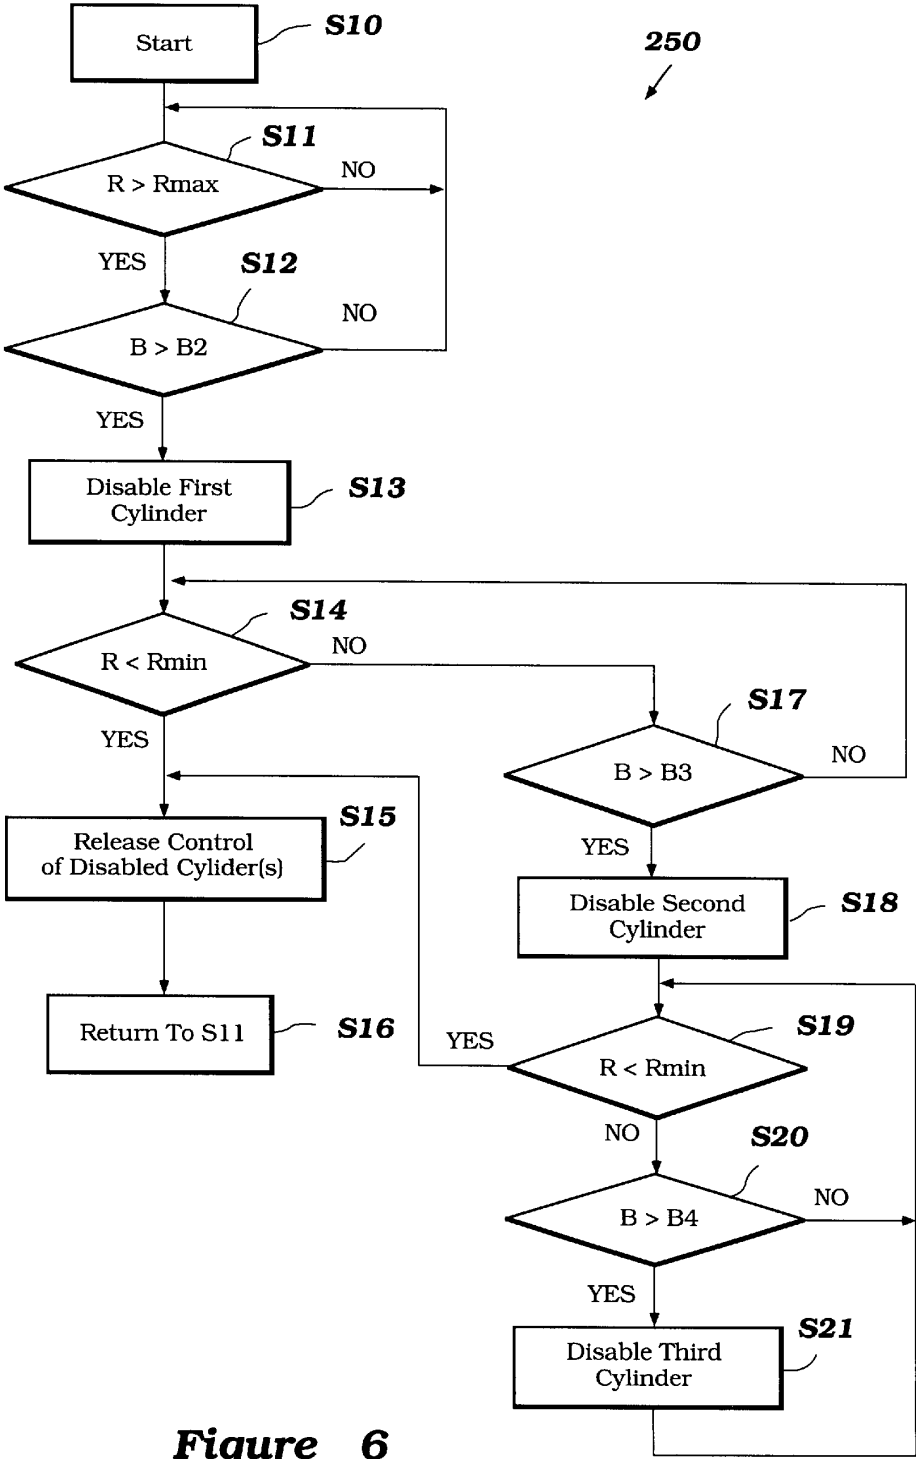 Start
S10
250
S11
R > Rmax
NO
YES
S12
B > B2
NO
YES
Disable First
Cylinder
S13
S14
R < Rmin
NO
YES
S17
B > B3
NO
YES
S15
Release Control
of Disabled Cylider(s)
Disable Second
Cylinder
S18
Return To S11
S16
S19
R < Rmin
YES
NO
S20
B > B4
NO
YES
S21
Disable Third
Cylinder
Figure 6